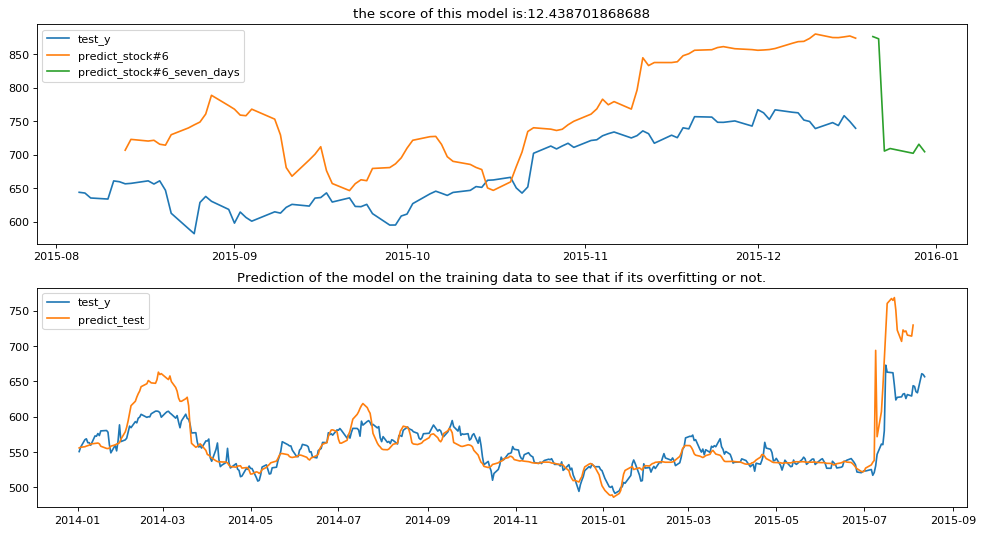 the score of this model is:12.438701868688
test_y
predict_stock#6
predict_stock#6_seven_days
850
800
750
700
650
600
2015-08 2015-09 2015-10 2015-11 2015-12 2016-01
Prediction of the model on the training data to see that if its overfitting or not.
test_y
predict_test
750
700
650
600
550
500
2014-01 2014-03 2014-05 2014-07 2014-09 2014-11 2015-01 2015-03 2015-05 2015-07 2015-09